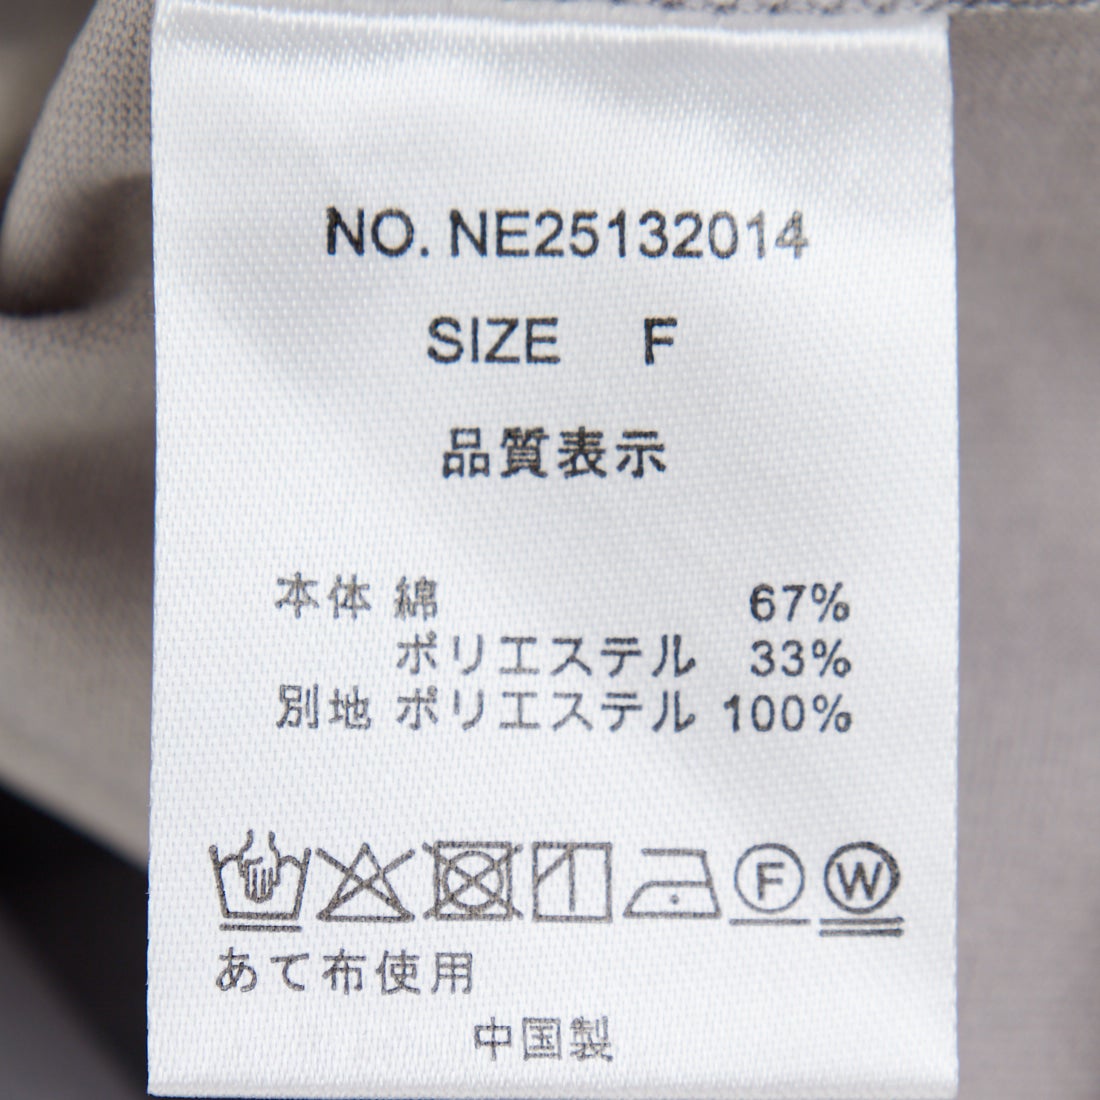 NO. NE25132014
SIZE F
品質表示
本体 綿 67%
ポリエステル 33%
別地 ポリエステル 100%
F W
あて布使用
中国製